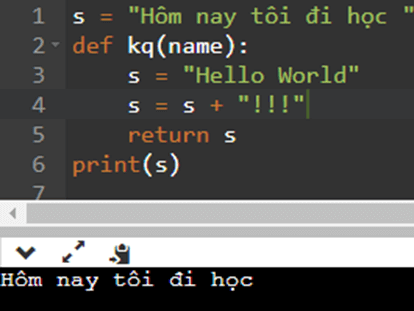 1 s = "Hôm nay tôi đi học "
2 def kq(name):
3 s = "Hello World"
4 s = s + "!!!"
5 return s
6 print(s)
7
Hôm nay tôi đi học